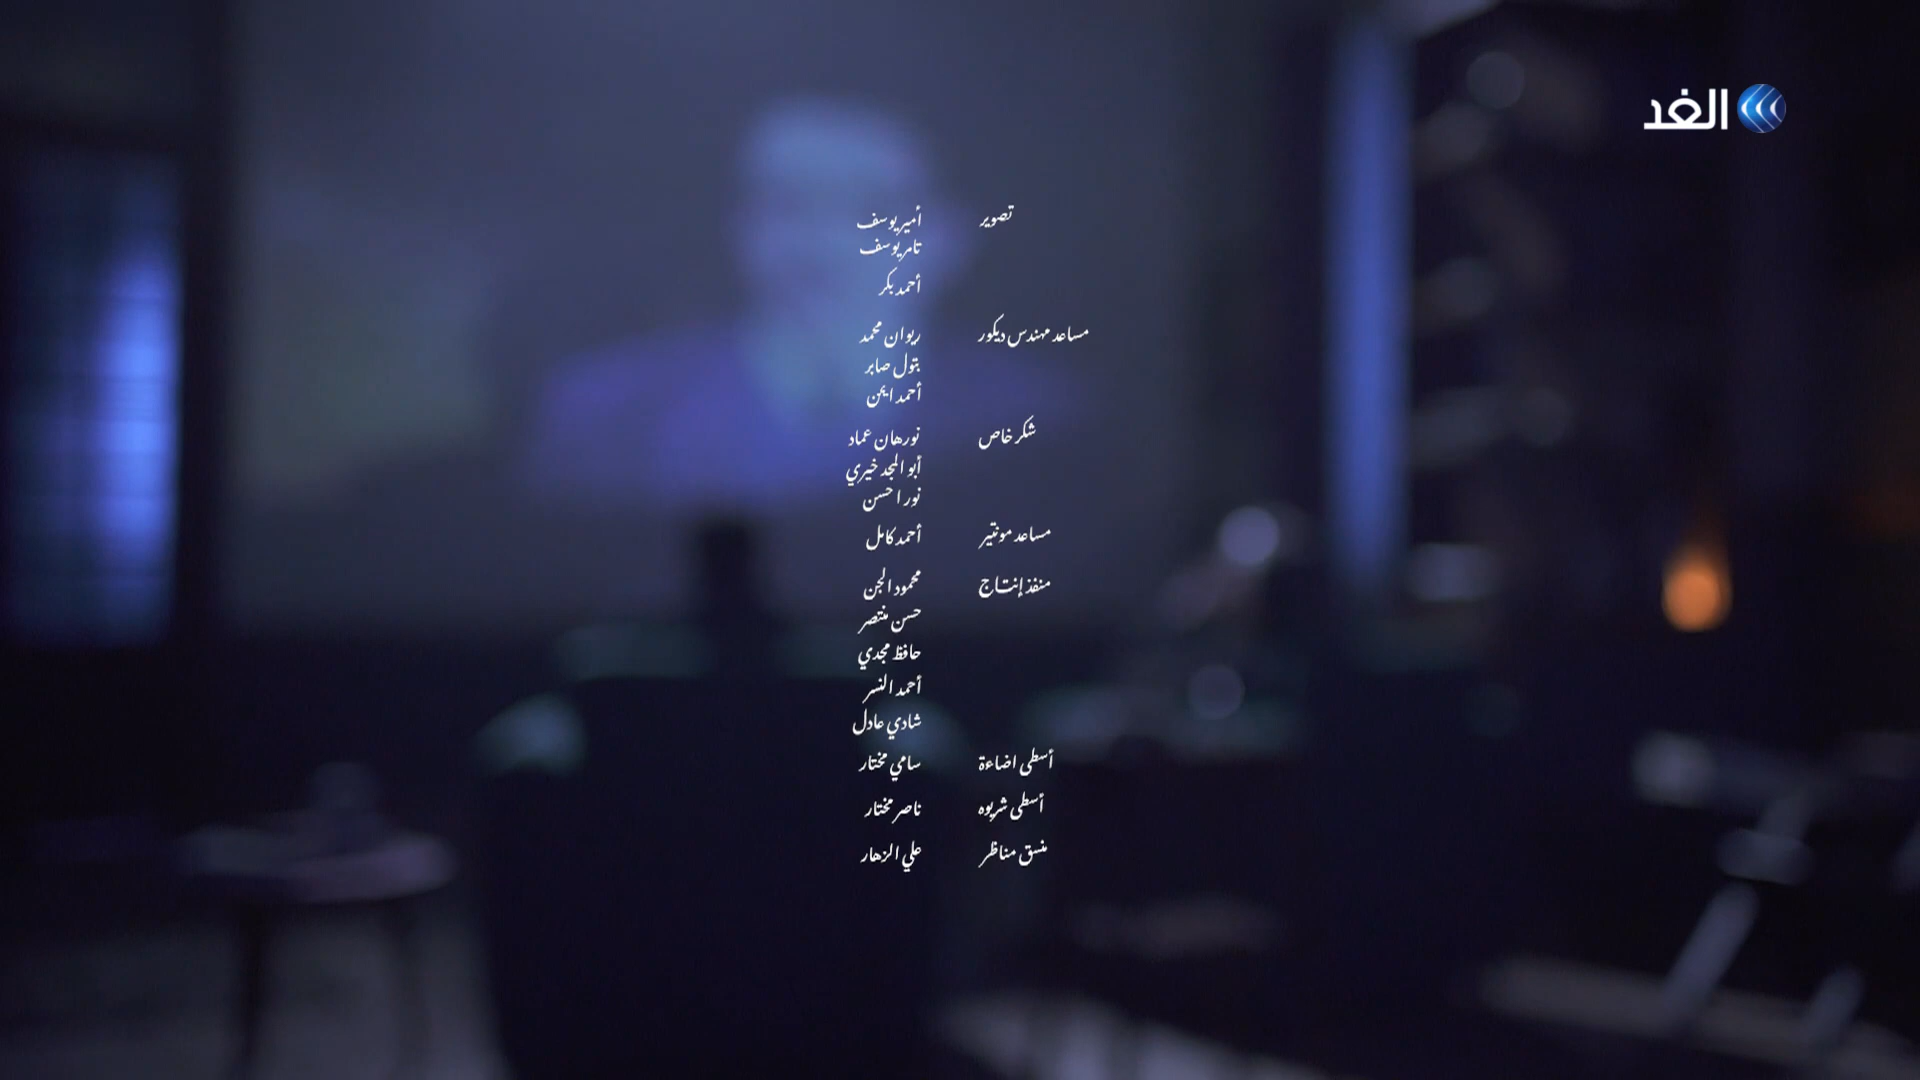 الغد
تصوير أمير يوسف
تامر يوسف
أحمد بكر
مساعد مهندس ديكور ريوان محمد
بتول صابر
أحمد ايمن
شكر خاص نورهان عماد
أبو المجد خيري
نورا حسن
مساعد مونتير أحمد كامل
منفذ إنتاج محمود الجن
حسن منتصر
حافظ مجدي
أحمد النسر
شادي عادل
أسطى اضاءة سامي مختار
أسطى شريوه ناصر مختار
منسق مناظر علي الزهار